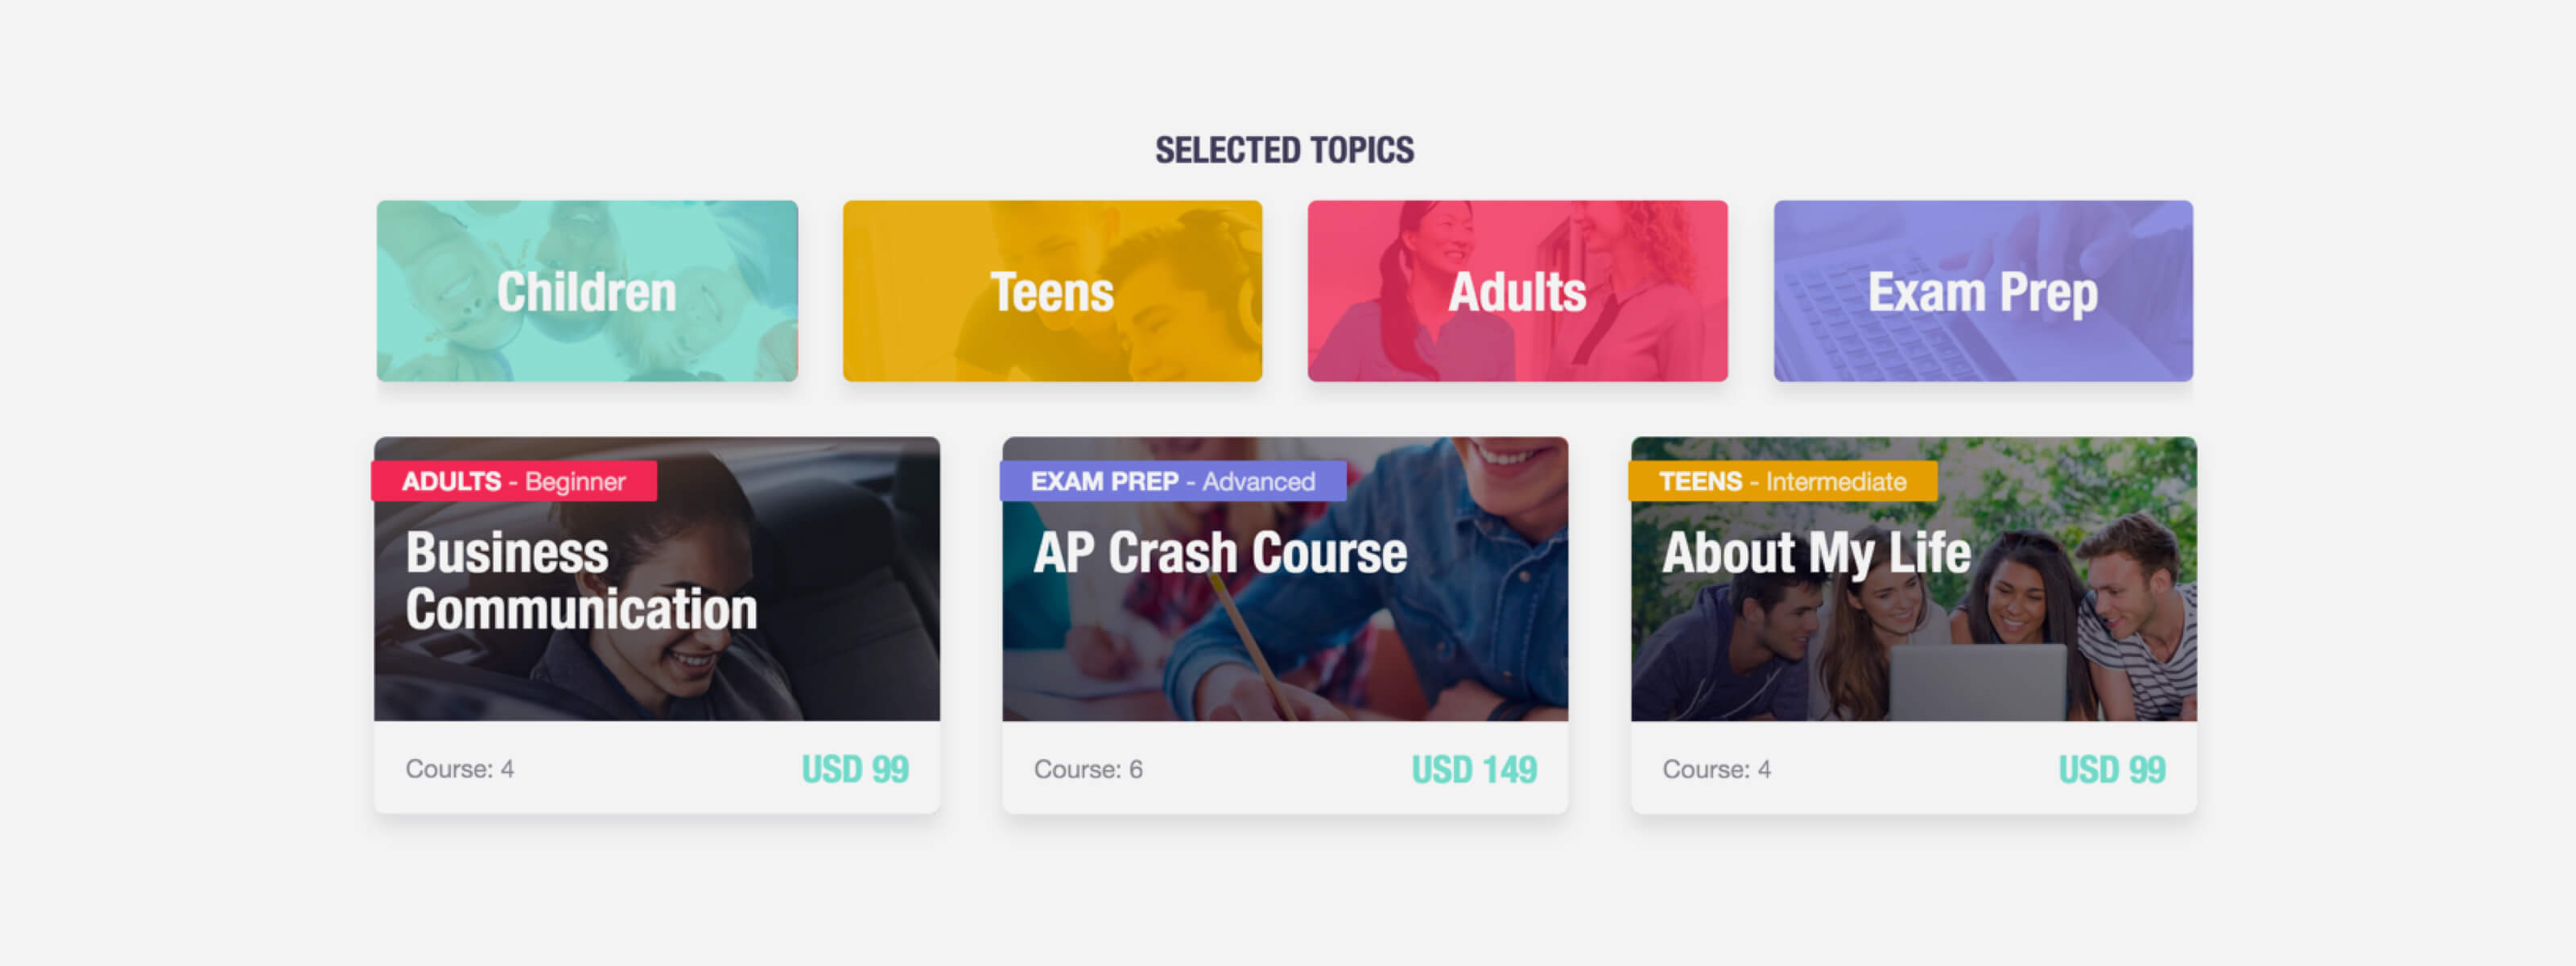 SELECTED TOPICS
Children
Teens
Adults
Exam Prep
ADULTS - Beginner
Business
Communication
Course: 4
USD 99
EXAM PREP - Advanced
AP Crash Course
Course: 6
USD 149
TEENS - Intermediate
About My Life
Course: 4
USD 99